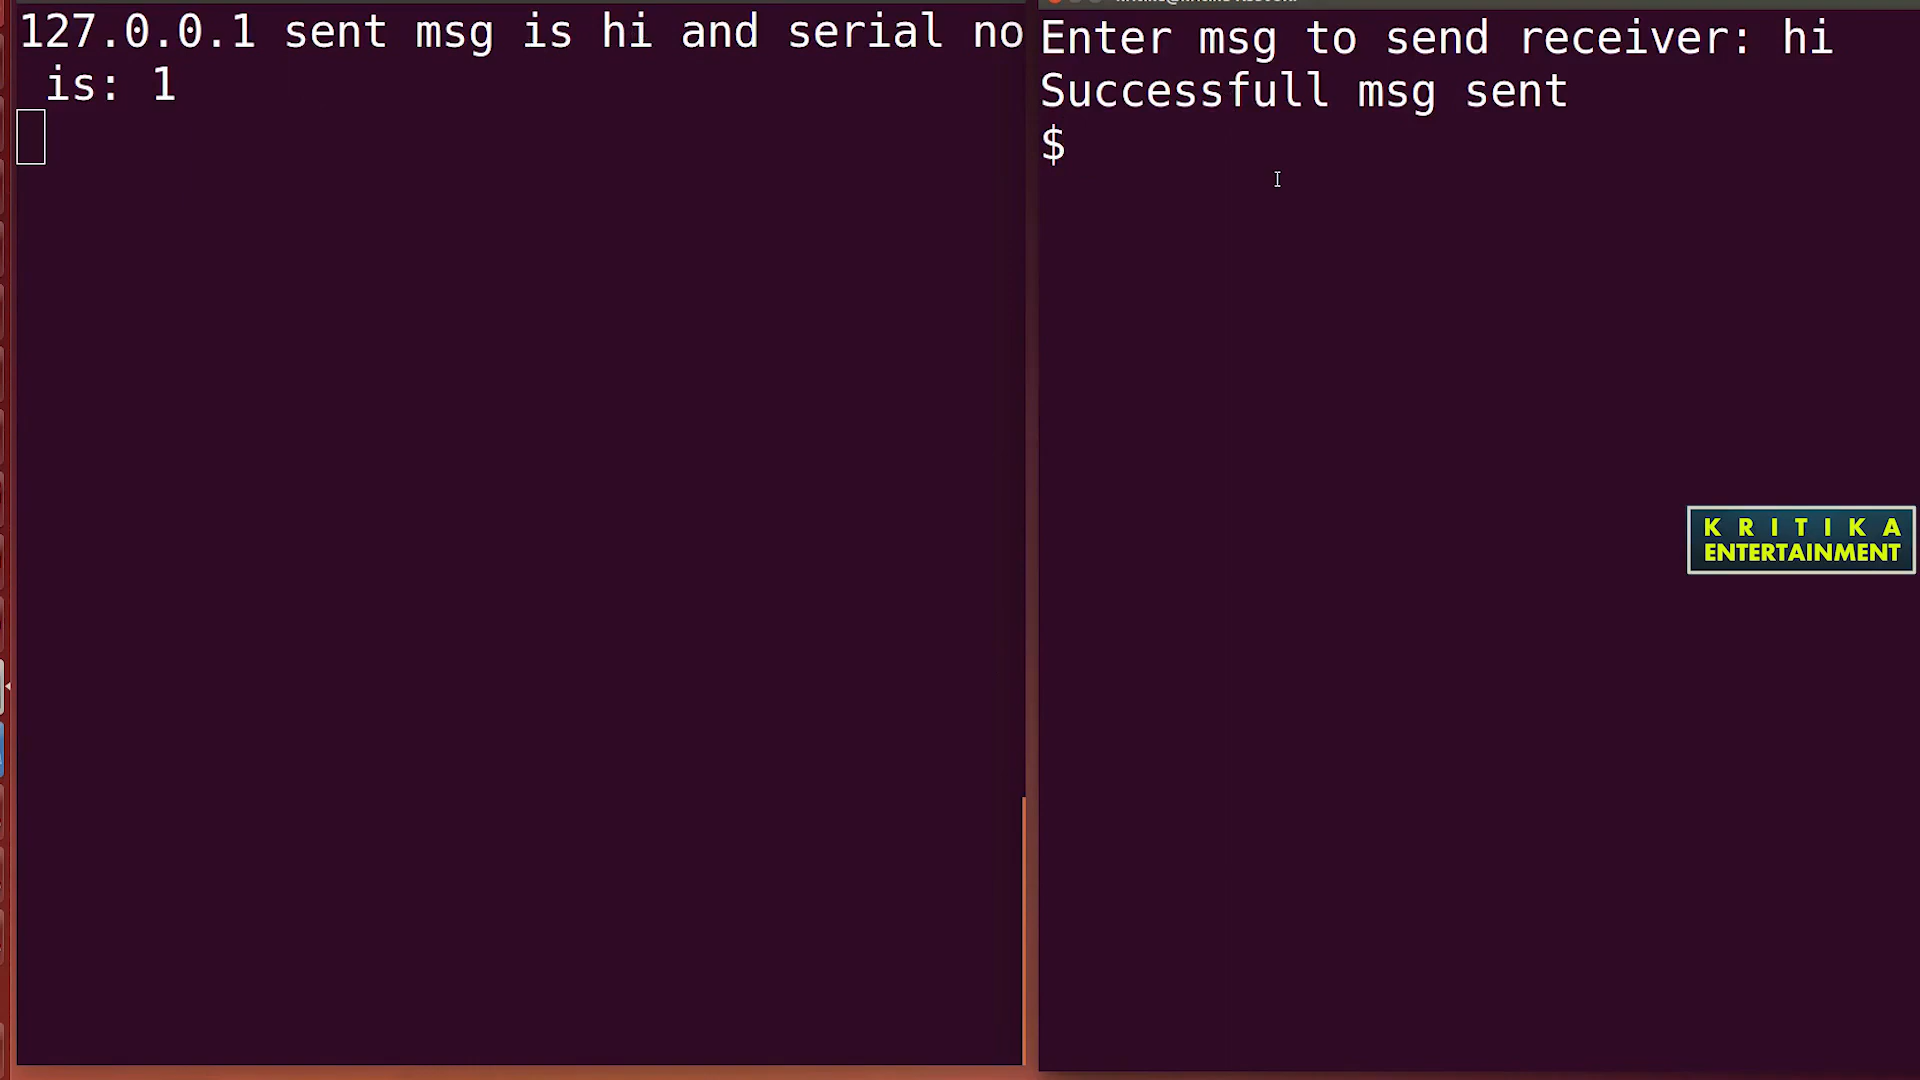 127.0.0.1 sent msg is hi and serial no
is: 1
Enter msg to send receiver: hi
Successfull msg sent
$
K R I T I K A
ENTERTAINMENT